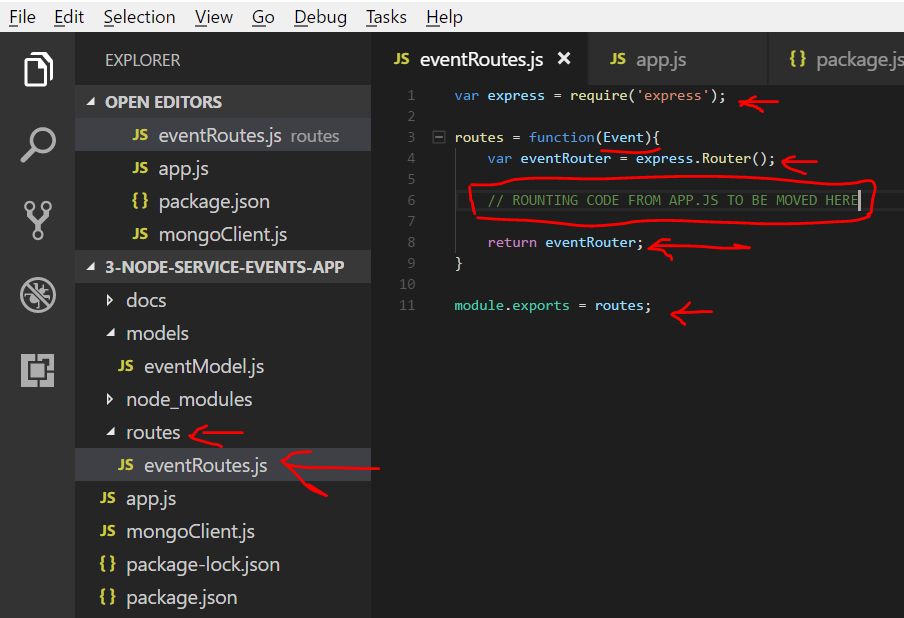 File Edit Selection View Go Debug Tasks Help
EXPLORER
OPEN EDITORS
JS eventRoutes.js routes
JS app.js
{} package.json
JS mongoClient.js
3-NODE-SERVICE-EVENTS-APP
docs
models
JS eventModel.js
node_modules
routes
JS eventRoutes.js
JS app.js
JS mongoClient.js
{} package-lock.json
{} package.json
JS eventRoutes.js × JS app.js {} package.js
1 var express = require('express');
2
3 routes = function(Event){
4 var eventRouter = express.Router();
5
6 // ROUNTING CODE FROM APP.JS TO BE MOVED HERE
7
8 return eventRouter;
9 }
10
11 module.exports = routes;